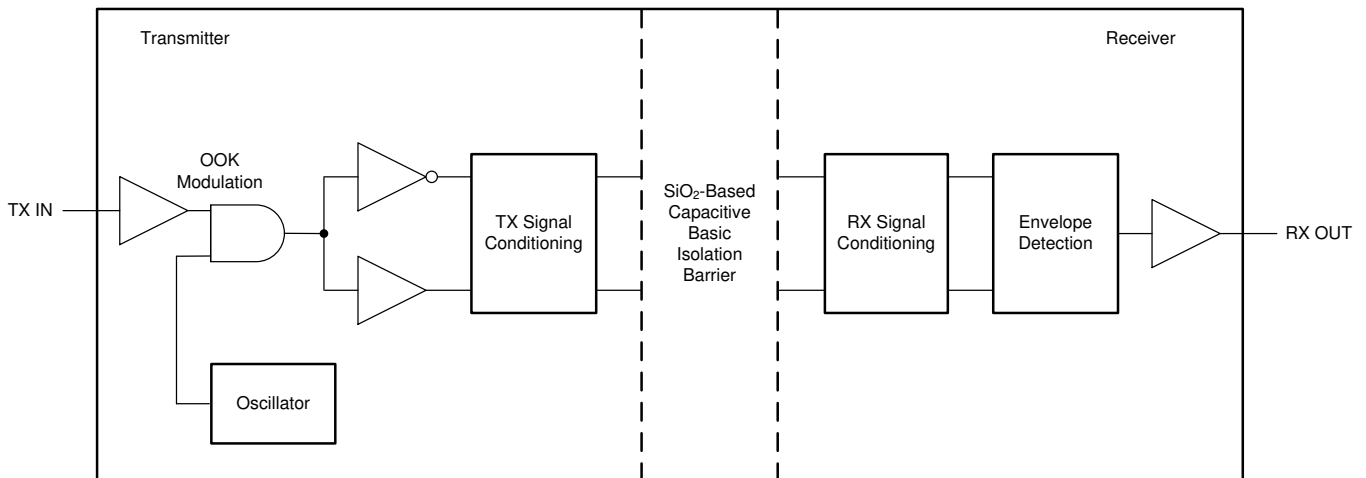 Transmitter
Receiver
OOK
Modulation
TX IN
TX Signal
Conditioning
SiO₂-Based
Capacitive
Basic
Isolation
Barrier
RX Signal
Conditioning
Envelope
Detection
RX OUT
Oscillator